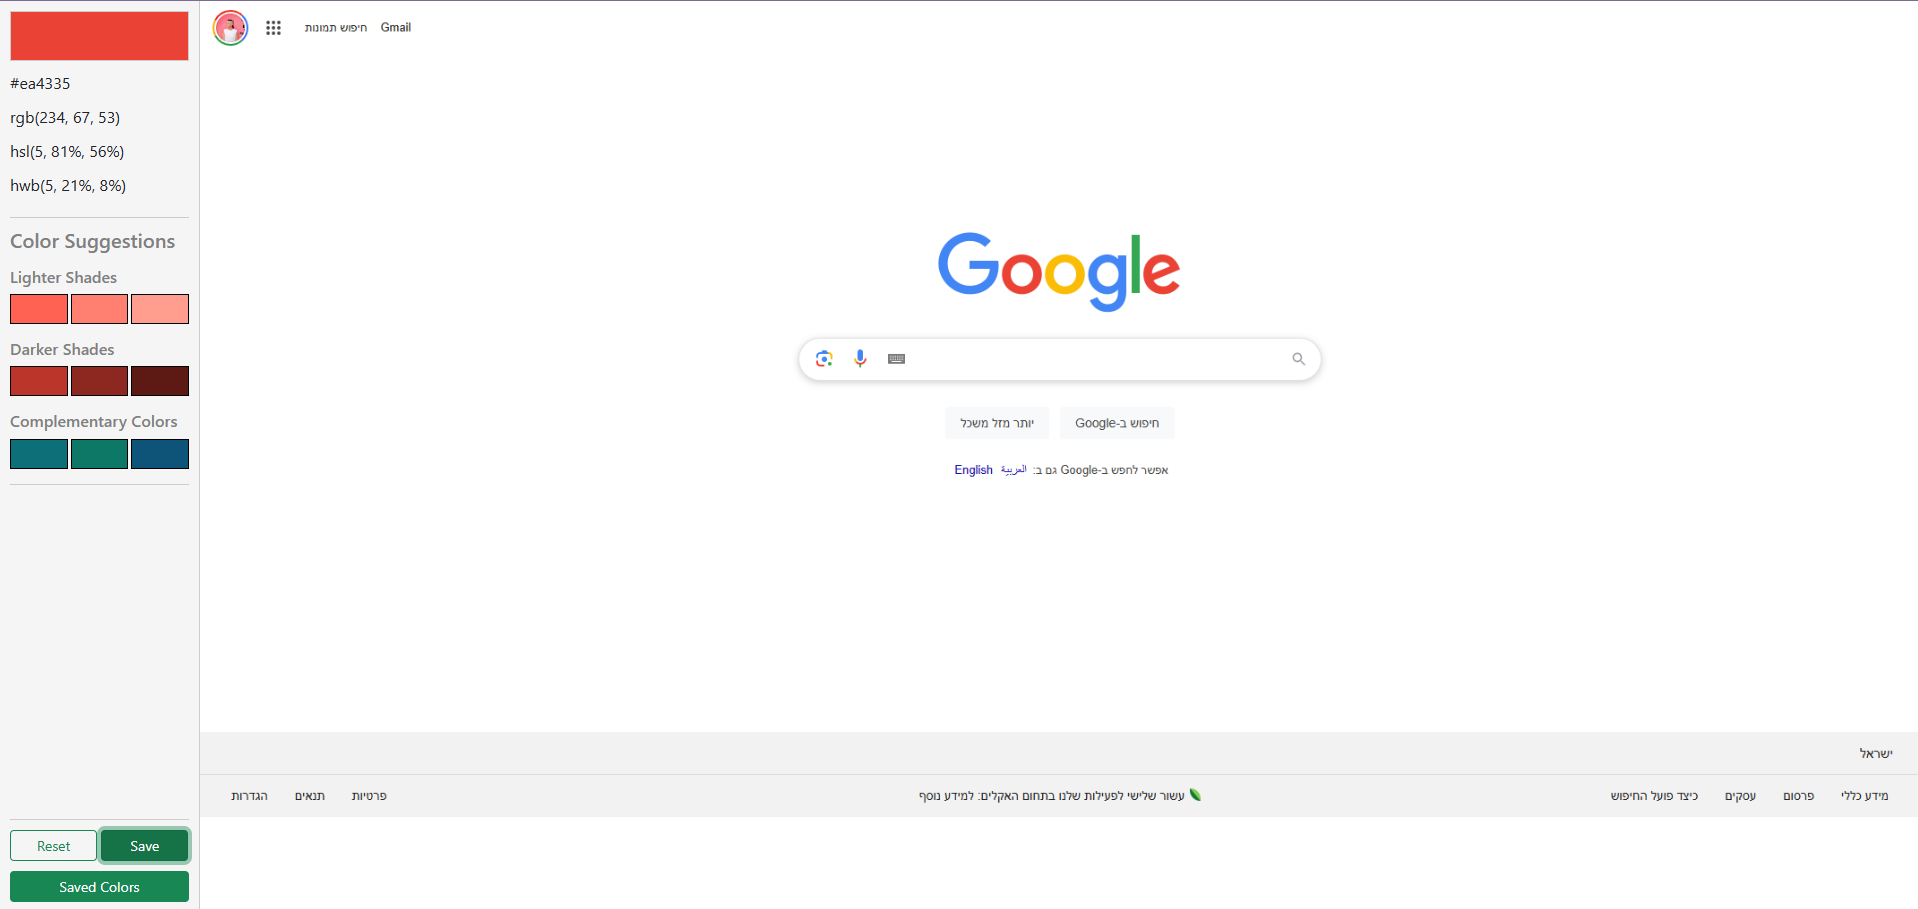 #ea4335
rgb(234, 67, 53)
hsl(5, 81%, 56%)
hwb(5, 21%, 8%)
Color Suggestions
Lighter Shades
Darker Shades
Complementary Colors
Reset
Save
Saved Colors
Gmail
חיפוש תמונות
Google
חיפוש ב-Google
יותר מזל משכל
אפשר לחפש ב-Google גם ב: العربية English
ישראל
מידע כללי
פרסום
עסקים
כיצד פועל החיפוש
עשור שלישי לפעילות שלנו בתחום האקלים: למידע נוסף
פרטיות
תנאים
הגדרות